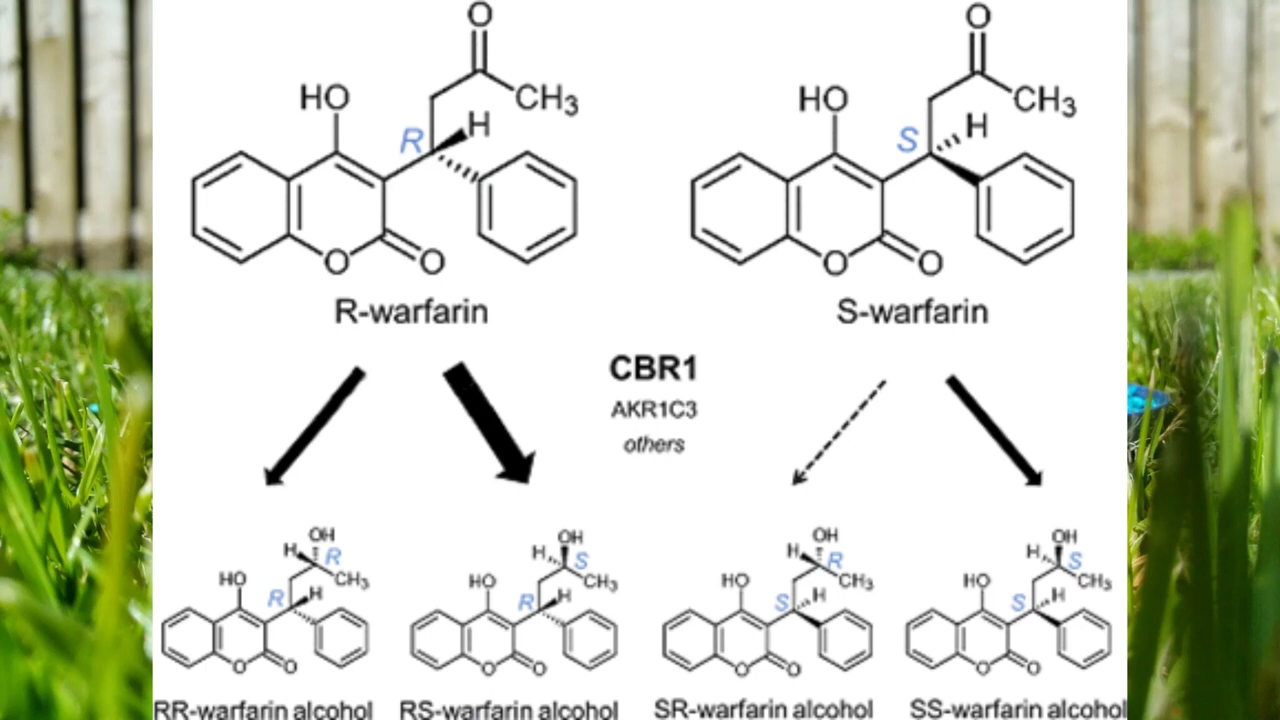 O
O
HO
CH3
HO
CH3
R
H
S
H
O
O
O
O
R-warfarin
S-warfarin
CBR1
AKR1C3
others
OH
OH
OH
OH
H
R
H
S
H
R
H
S
HO
CH3
HO
CH3
HO
CH3
HO
CH3
R
H
R
H
S
H
S
H
O
O
O
O
O
O
O
O
RR-warfarin alcohol
RS-warfarin alcohol
SR-warfarin alcohol
SS-warfarin alcohol